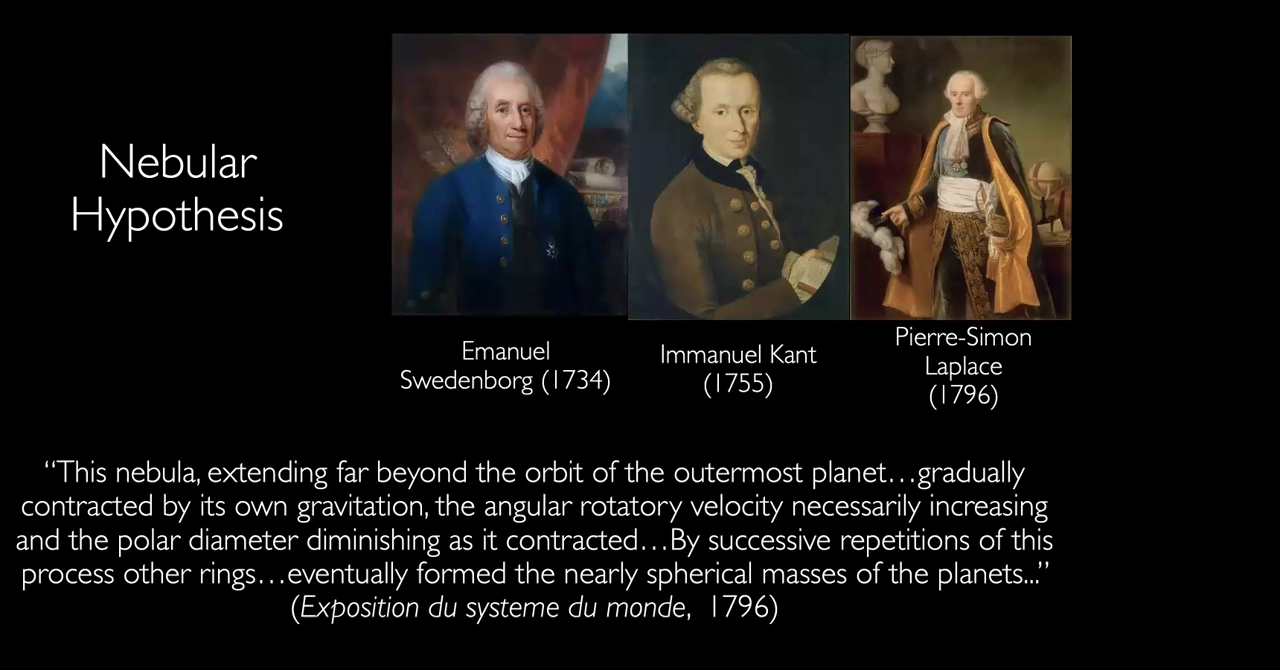 Nebular
Hypothesis
Emanuel
Swedenborg (1734)
Immanuel Kant
(1755)
Pierre-Simon
Laplace
(1796)
“This nebula, extending far beyond the orbit of the outermost planet…gradually
contracted by its own gravitation, the angular rotatory velocity necessarily increasing
and the polar diameter diminishing as it contracted…By successive repetitions of this
process other rings…eventually formed the nearly spherical masses of the planets...”
(Exposition du systeme du monde, 1796)